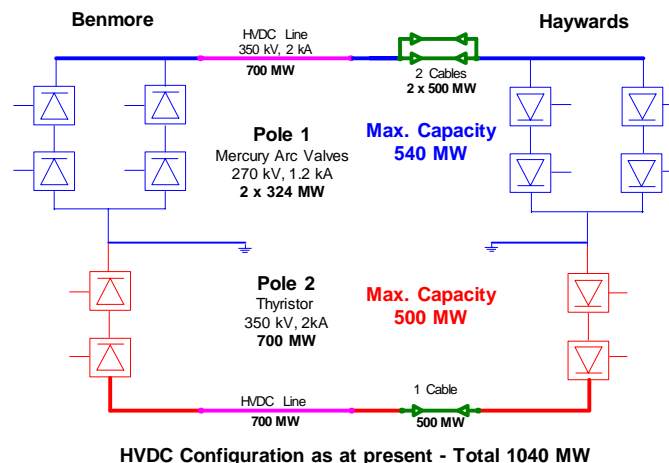 Benmore
Haywards
HVDC Line
350 kV, 2 kA
700 MW
2 Cables
2 x 500 MW
Pole 1
Mercury Arc Valves
270 kV, 1.2 kA
2 x 324 MW
Max. Capacity
540 MW
Pole 2
Thyristor
350 kV, 2kA
700 MW
Max. Capacity
500 MW
HVDC Line
700 MW
1 Cable
500 MW
HVDC Configuration as at present - Total 1040 MW